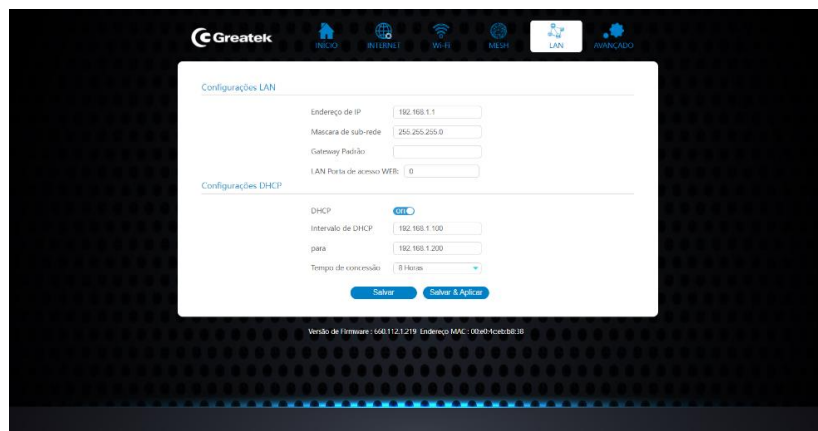 Greatek
INÍCIO INTERNET WI-FI MESH LAN AVANÇADO
Configurações LAN
Endereço de IP 192.168.1.1
Mascara de sub-rede 255.255.255.0
Gateway Padrão
LAN Porta de acesso WEB: 0
Configurações DHCP
DHCP On
Intervalo de DHCP 192.168.1.100
para 192.168.1.200
Tempo de concessão 8 Horas
Salvar Salvar & Aplicar
Versão de Firmware : 660.112.1.219 Endereço MAC : 00:e0:4c:eb:b8:38